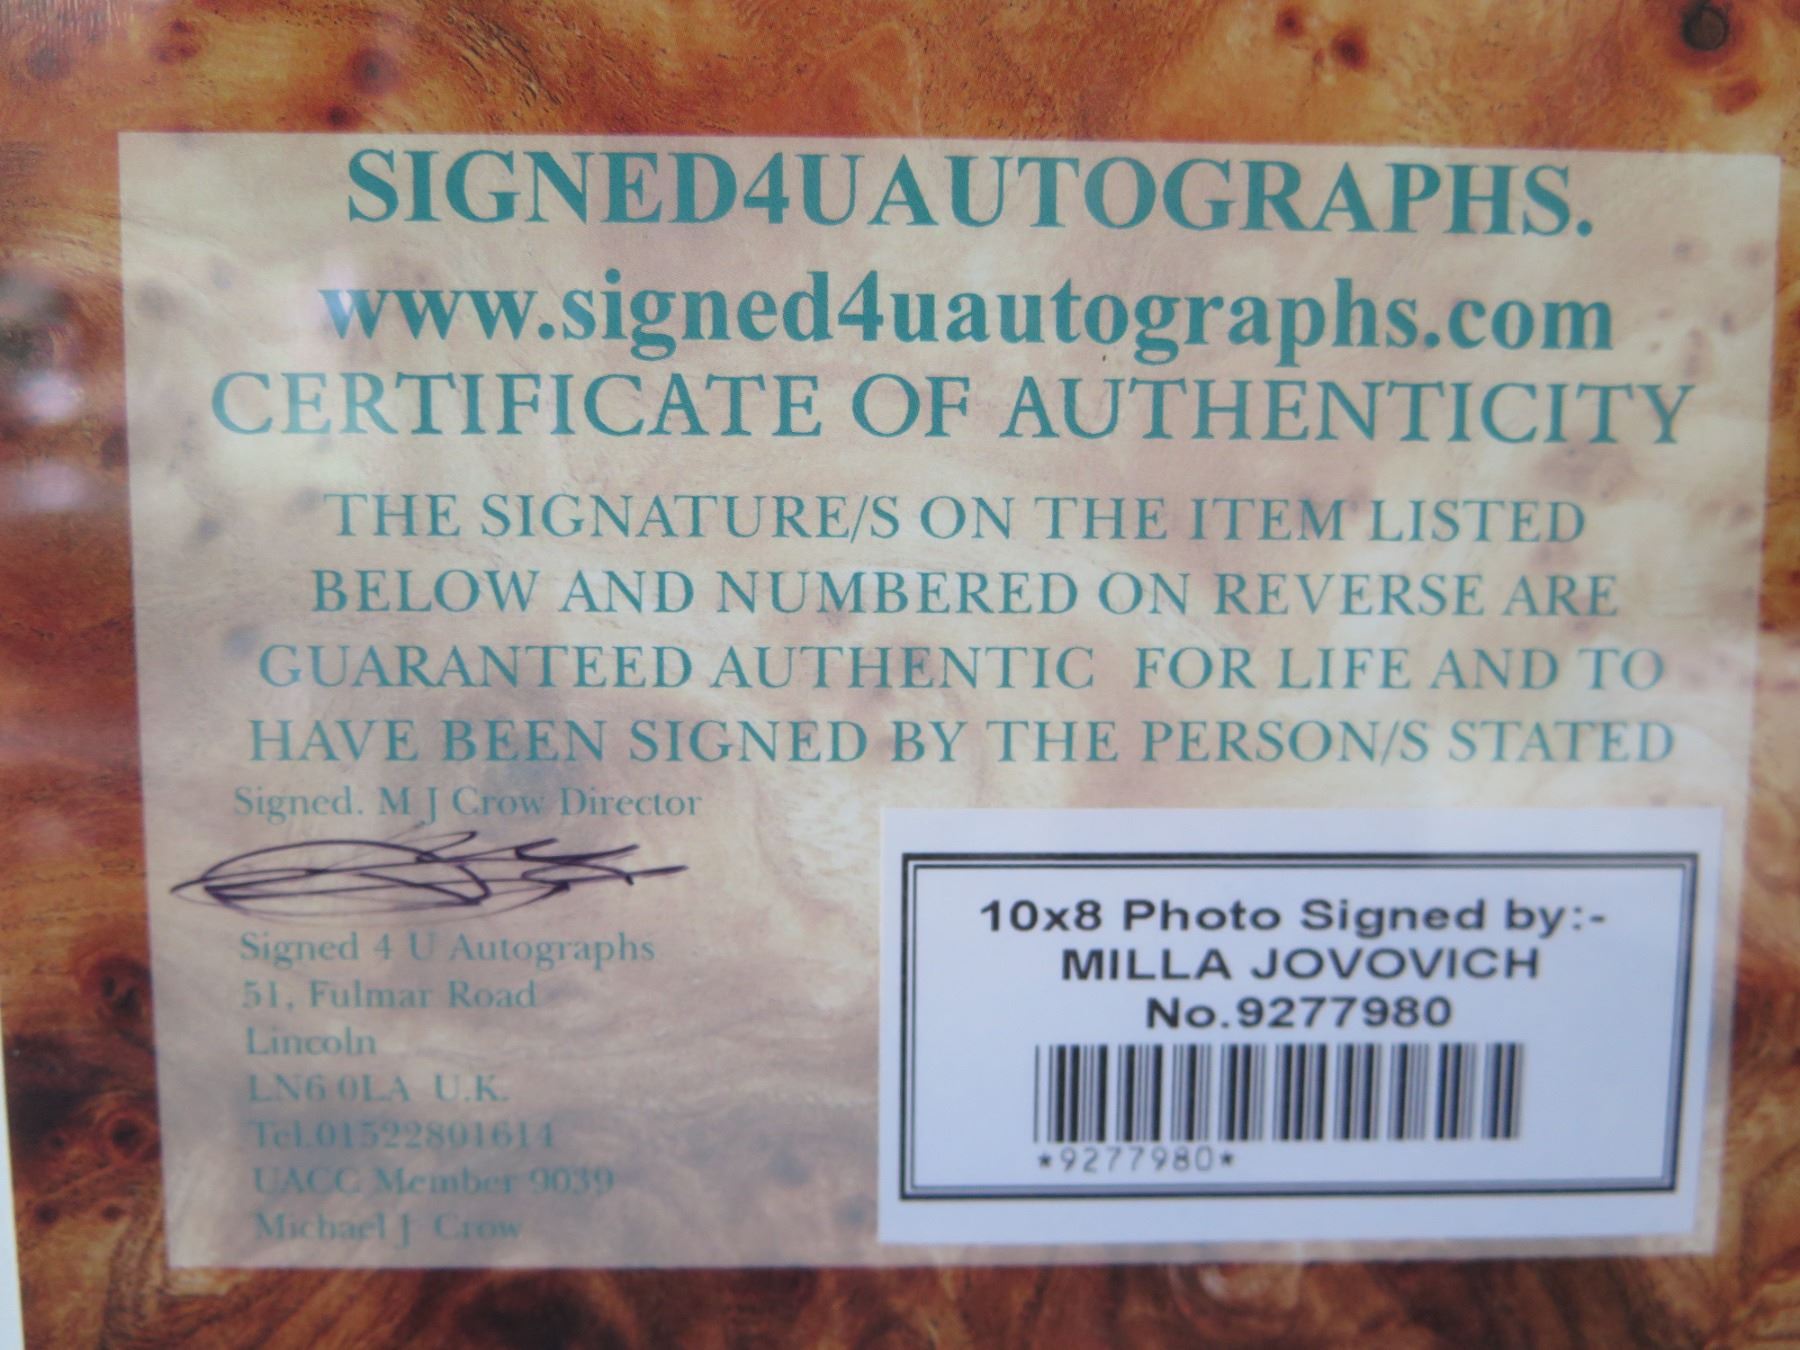 SIGNED4UAUTOGRAPHS.
www.signed4uautographs.com
CERTIFICATE OF AUTHENTICITY
THE SIGNATURE/S ON THE ITEM LISTED
BELOW AND NUMBERED ON REVERSE ARE
GUARANTEED AUTHENTIC FOR LIFE AND TO
HAVE BEEN SIGNED BY THE PERSON/S STATED
Signed. M J Crow Director
Signed 4 U Autographs
51, Fulmar Road
Lincoln
LN6 0LA U.K.
Tel.01522801614
UACC Member 9039
Michael J Crow
10x8 Photo Signed by:-
MILLA JOVOVICH
No.9277980
*9277980*